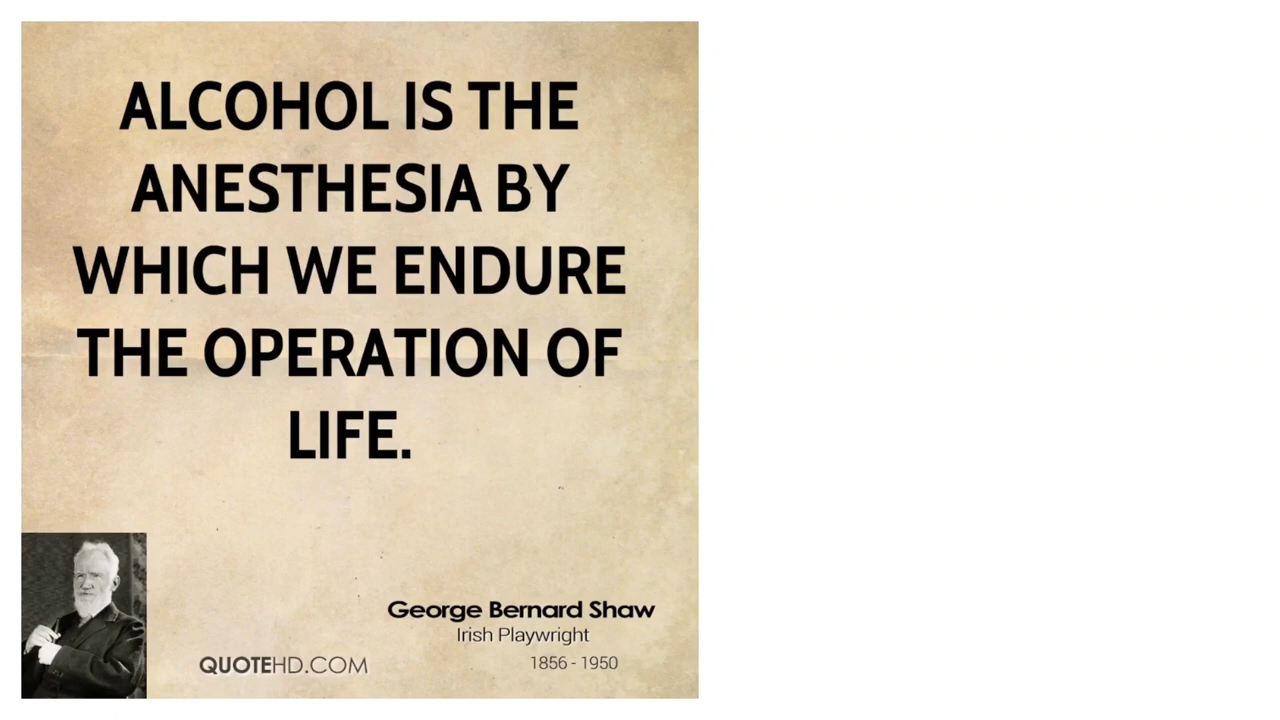 ALCOHOL IS THE
ANESTHESIA BY
WHICH WE ENDURE
THE OPERATION OF
LIFE.
George Bernard Shaw
Irish Playwright
1856 - 1950
QUOTEHD.COM